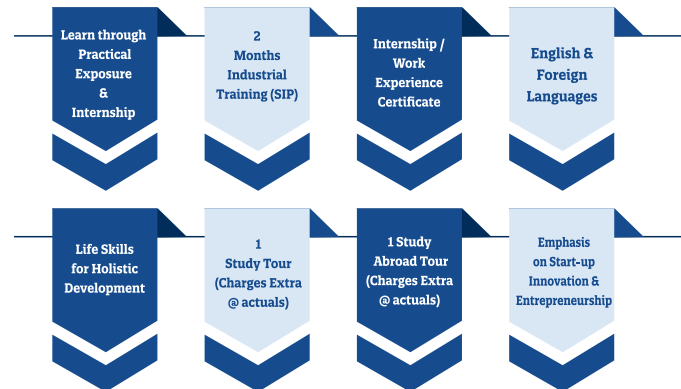 Learn through
Practical
Exposure
&
Internship
2
Months
Industrial
Training (SIP)
Internship /
Work
Experience
Certificate
English &
Foreign
Languages
Life Skills
for Holistic
Development
1
Study Tour
(Charges Extra
@ actuals)
1 Study
Abroad Tour
(Charges Extra
@ actuals)
Emphasis
on Start-up
Innovation &
Entrepreneurship